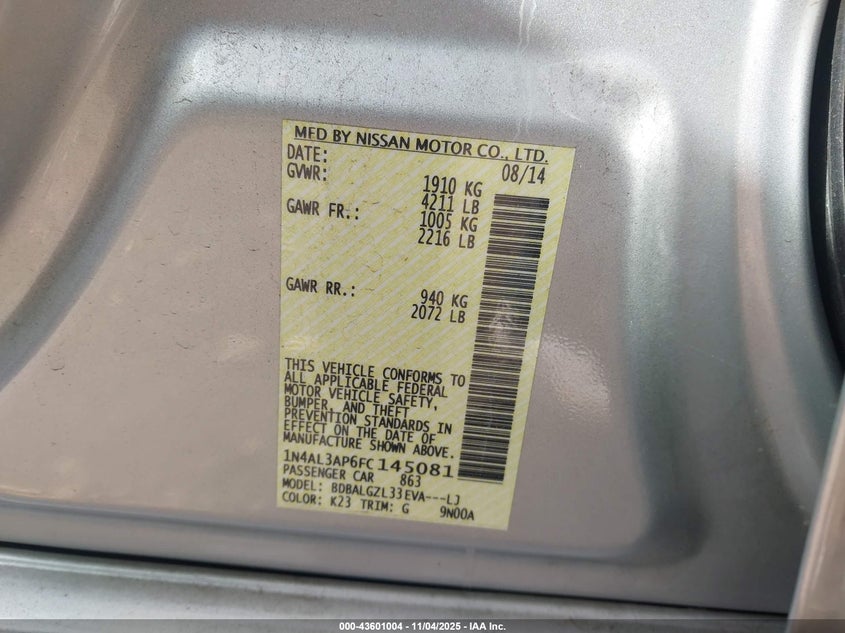 MFD BY NISSAN MOTOR CO., LTD.
DATE: 08/14
GVWR: 1910 KG
4211 LB
GAWR FR.: 1005 KG
2216 LB
GAWR RR.: 940 KG
2072 LB
THIS VEHICLE CONFORMS TO
ALL APPLICABLE FEDERAL
MOTOR VEHICLE SAFETY,
BUMPER, AND THEFT
PREVENTION STANDARDS IN
EFFECT ON THE DATE OF
MANUFACTURE SHOWN ABOVE.
1N4AL3AP6FC145081
PASSENGER CAR 863
MODEL: BDBALGZL33EVA---LJ
COLOR: K23 TRIM: G 9N00A
000-43601004 - 11/04/2025 - IAA Inc.